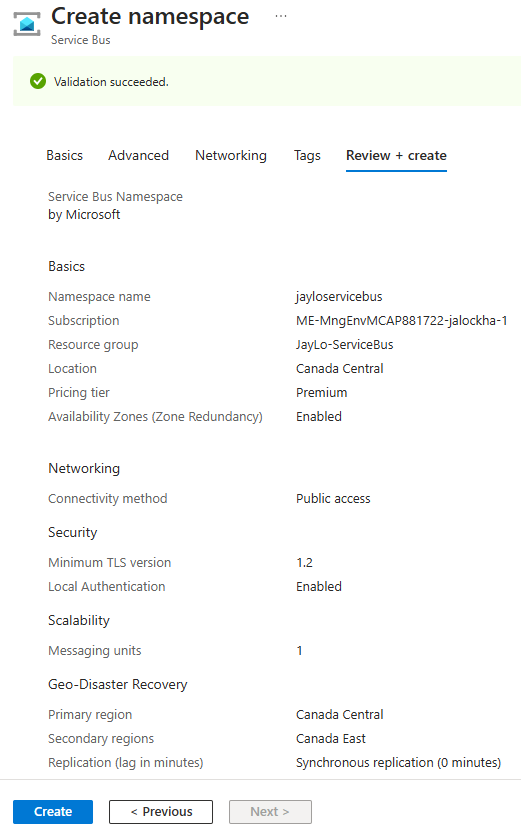 Create namespace ...
Service Bus
Validation succeeded.
Basics Advanced Networking Tags Review + create
Service Bus Namespace
by Microsoft
Basics
Namespace name jayloservicebus
Subscription ME-MngEnvMCAP881722-jalockha-1
Resource group JayLo-ServiceBus
Location Canada Central
Pricing tier Premium
Availability Zones (Zone Redundancy) Enabled
Networking
Connectivity method Public access
Security
Minimum TLS version 1.2
Local Authentication Enabled
Scalability
Messaging units 1
Geo-Disaster Recovery
Primary region Canada Central
Secondary regions Canada East
Replication (lag in minutes) Synchronous replication (0 minutes)
Create < Previous Next >